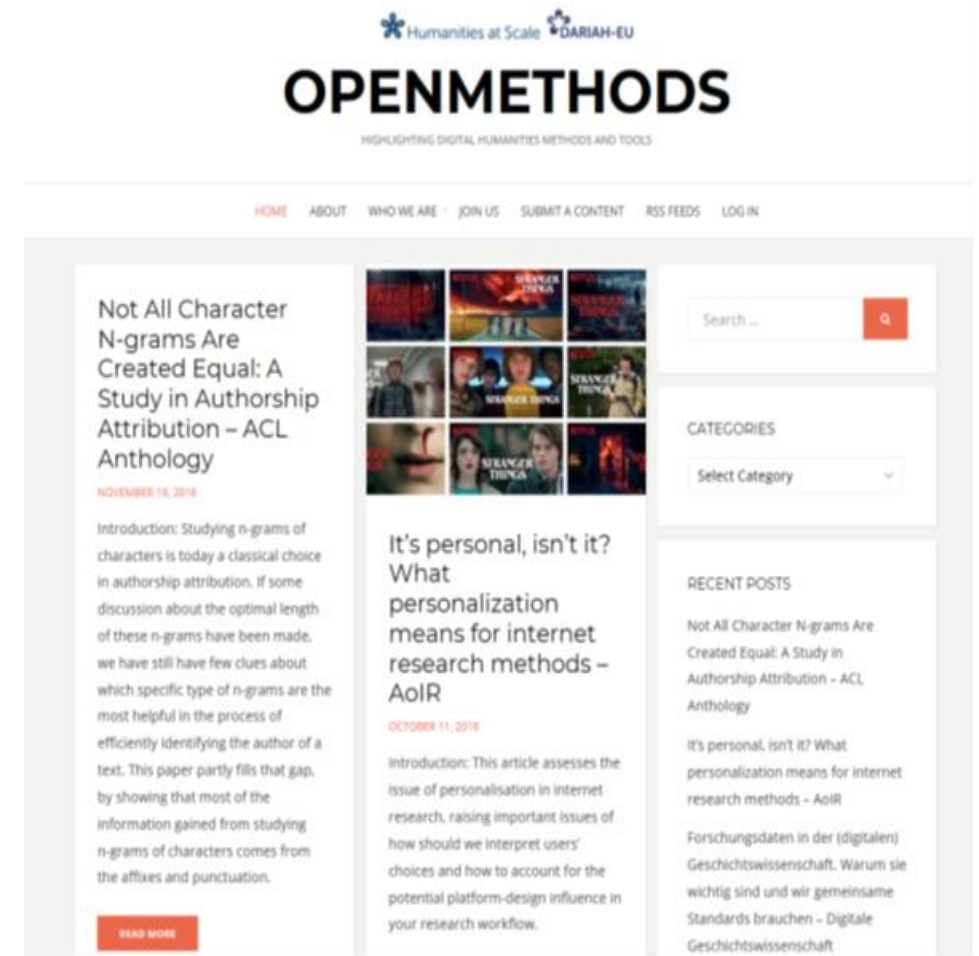 Humanities at Scale DARIAH-EU
OPENMETHODS
HIGHLIGHTING DIGITAL HUMANITIES METHODS AND TOOLS
HOME ABOUT WHO WE ARE JOIN US SUBMIT A CONTENT RSS FEEDS LOG IN
Not All Character
N-grams Are
Created Equal: A
Study in Authorship
Attribution – ACL
Anthology
NOVEMBER 19, 2018
Introduction: Studying n-grams of
characters is today a classical choice
in authorship attribution. If some
discussion about the optimal length
of these n-grams have been made,
we have still have few clues about
which specific type of n-grams are the
most helpful in the process of
efficiently identifying the author of a
text. This paper partly fills that gap,
by showing that most of the
information gained from studying
n-grams of characters comes from
the affixes and punctuation.
READ MORE
STRANGER
THINGS
STRANGER THINGS
STRANGER
THINGS
STRANGER
THINGS
It's personal, isn't it?
What
personalization
means for internet
research methods –
AoIR
OCTOBER 11, 2018
Introduction: This article assesses the
issue of personalisation in internet
research, raising important issues of
how should we interpret users'
choices and how to account for the
potential platform-design influence in
your research workflow.
Search ...
CATEGORIES
Select Category
RECENT POSTS
Not All Character N-grams Are
Created Equal: A Study in
Authorship Attribution – ACL
Anthology
It's personal, isn't it? What
personalization means for internet
research methods – AoIR
Forschungsdaten in der (digitalen)
Geschichtswissenschaft. Warum sie
wichtig sind und wir gemeinsame
Standards brauchen – Digitale
Geschichtswissenschaft